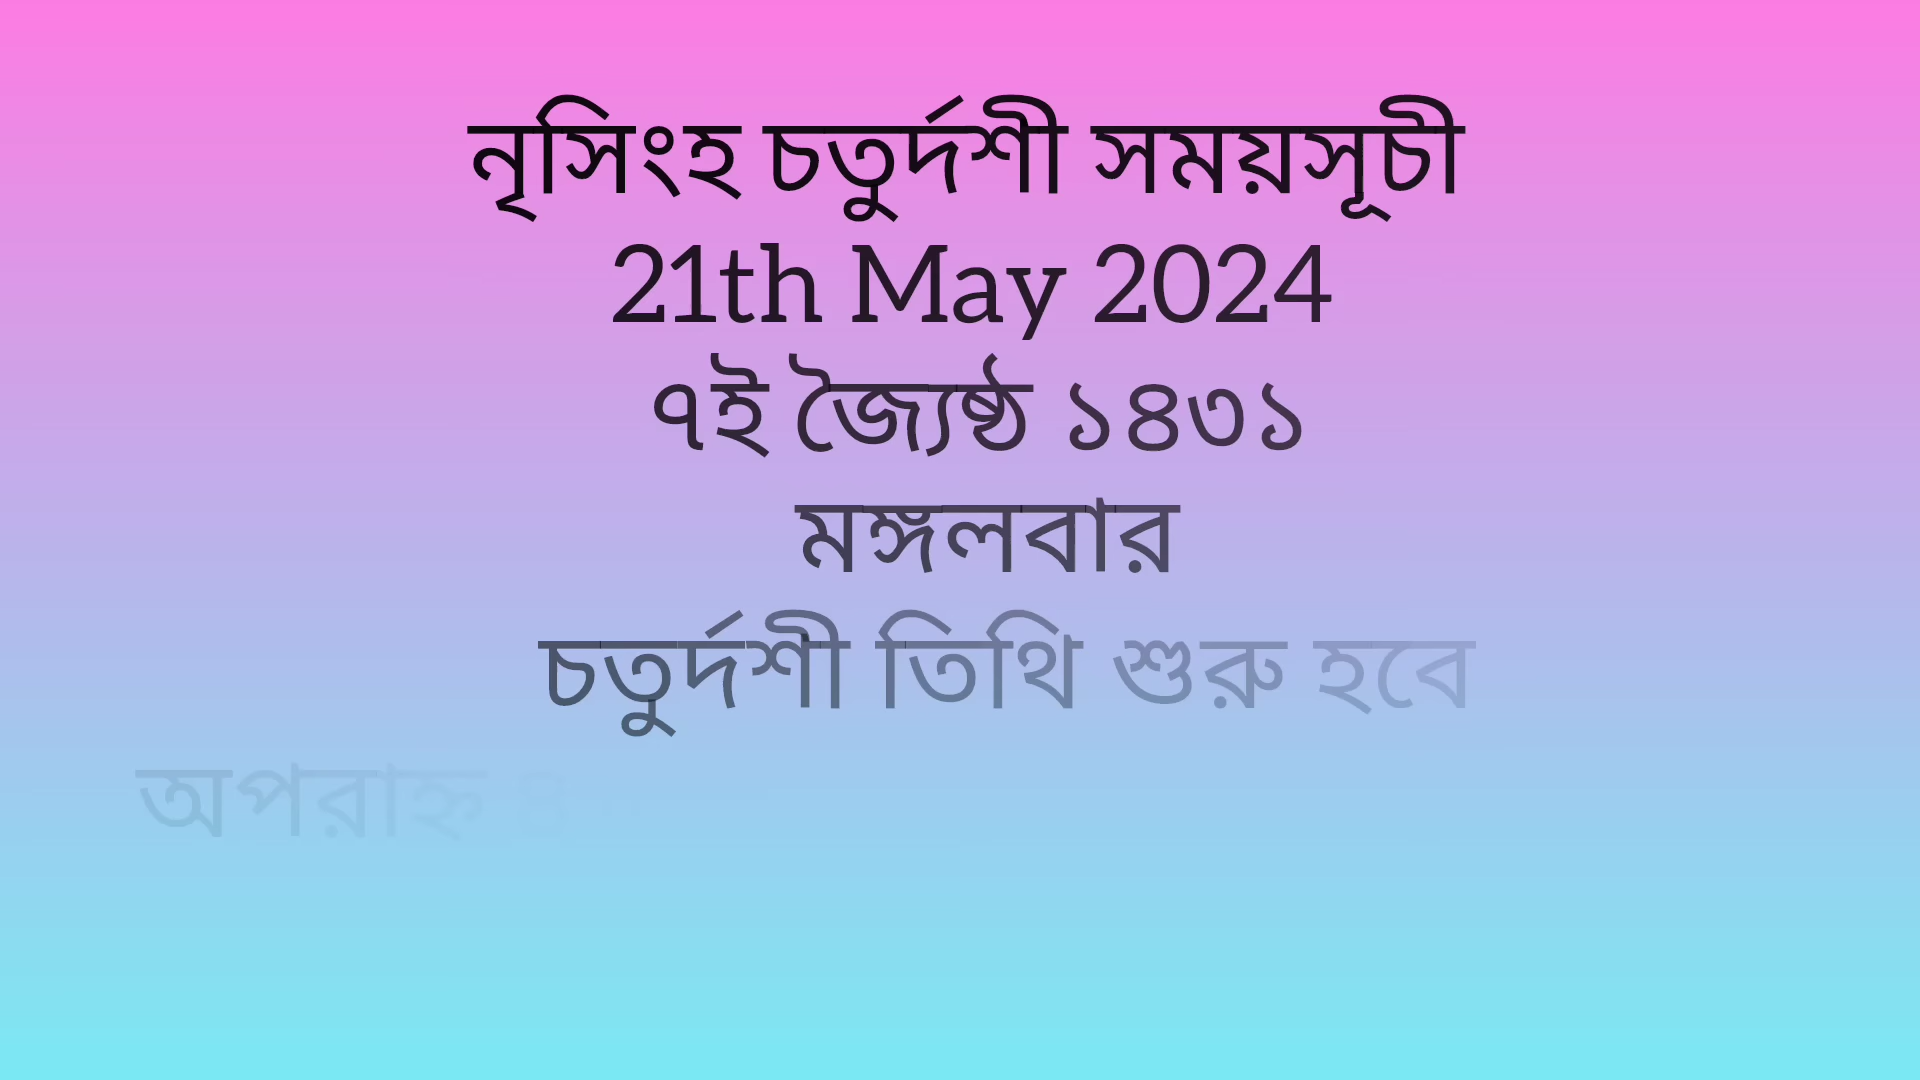 নৃসিংহ চতুর্দশী সময়সূচী
21th May 2024
৭ই জ্যৈষ্ঠ ১৪৩১
মঙ্গলবার
চতুর্দশী তিথি শুরু হবে
অপরাহ্ন